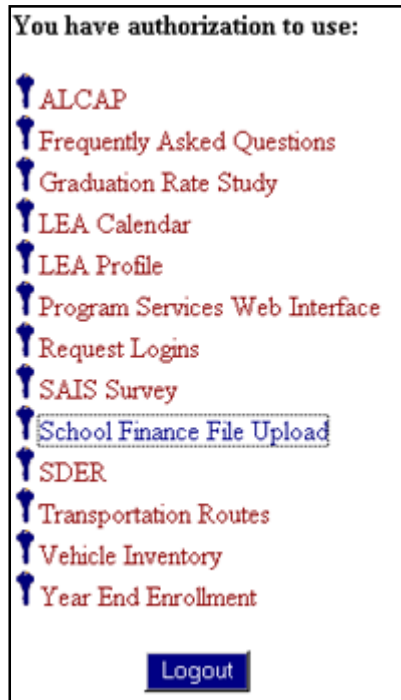 You have authorization to use:
ALCAP
Frequently Asked Questions
Graduation Rate Study
LEA Calendar
LEA Profile
Program Services Web Interface
Request Logins
SAIS Survey
School Finance File Upload
SDER
Transportation Routes
Vehicle Inventory
Year End Enrollment
Logout